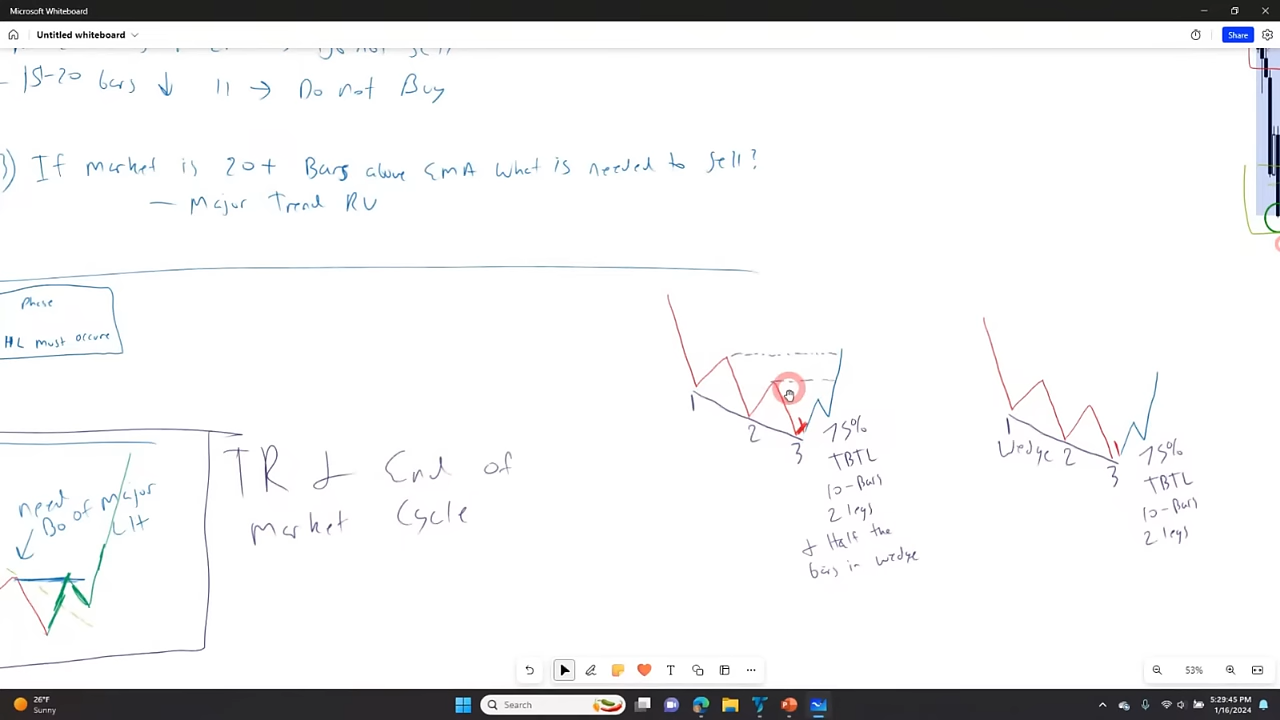 Microsoft Whiteboard
Untitled whiteboard
Share
- 15-20 bars ↓ 11 → Do not Buy
3) If market is 20+ Bars above EMA what is needed to sell?
— Major Trend RV
Phase
HL must occure
need
BO of major
LH
TR & End of
market Cycle
1
2
3
75%
TBTL
10-Bars
2 legs
+ Half the
bars in wedge
1
Wedge 2
3
75%
TBTL
10-Bars
2 legs
53%
26°F
Sunny
Search
5:29:45 PM
1/16/2024